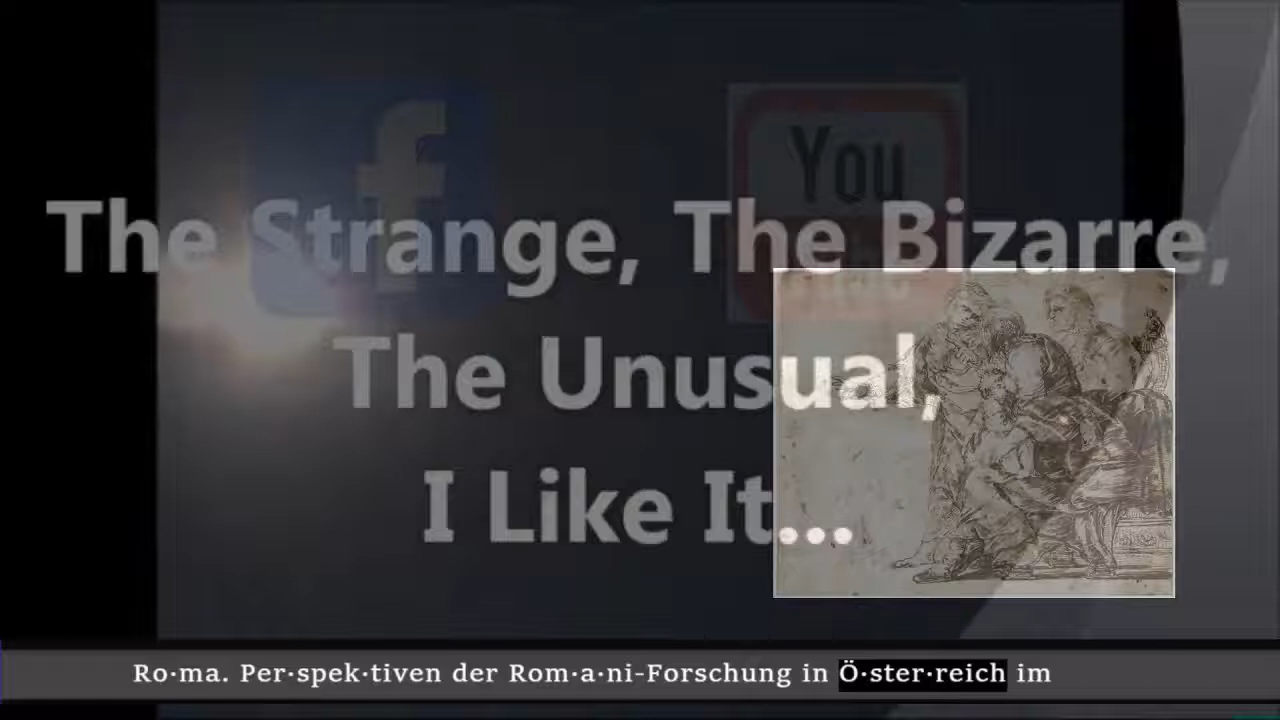 f
You
The Strange, The Bizarre,
The Unusual,
I Like It...
Ro·ma. Per·spek·tiven der Rom·a·ni-Forschung in Ö·ster·reich im